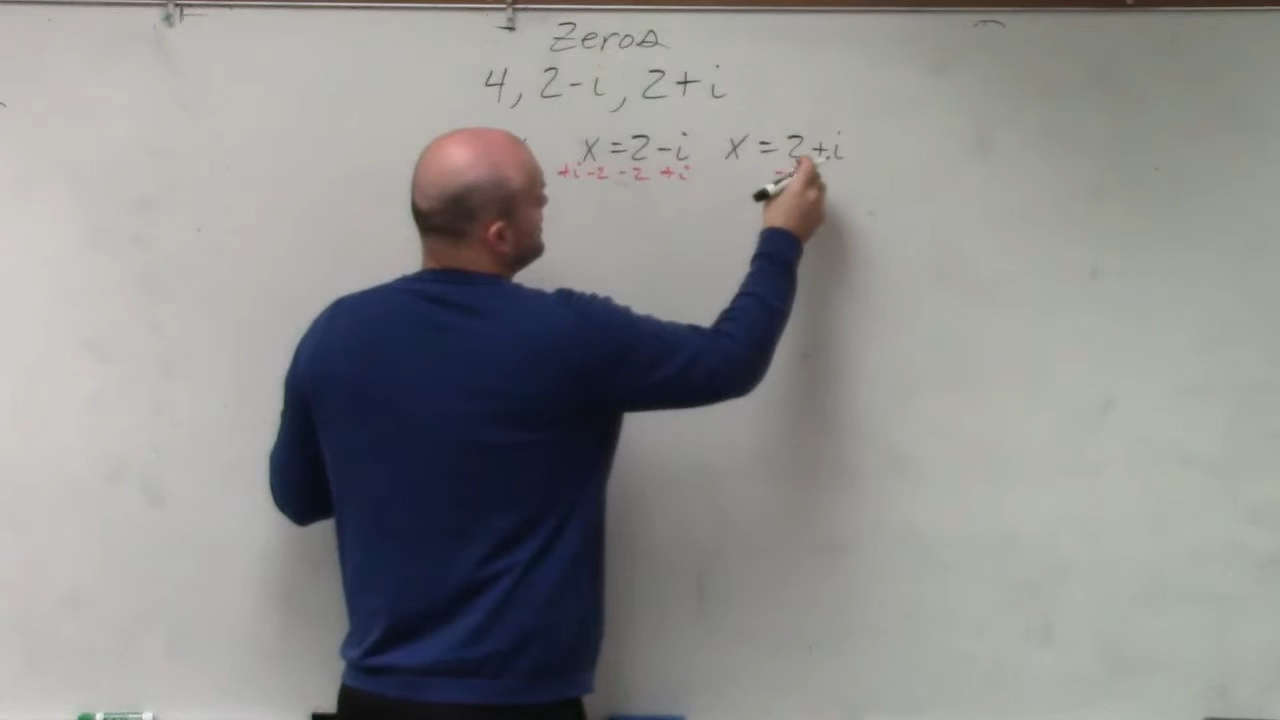 Zeros
4, 2-i, 2+i
x=2-i x=2+i
+i-2 -2 +i